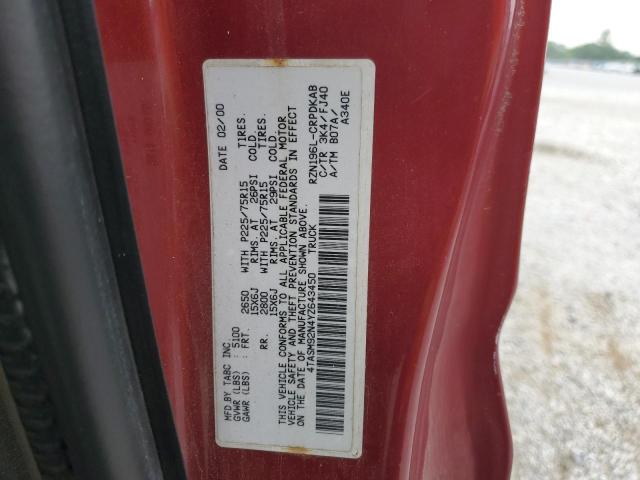 MFD BY TABC INC. DATE 02/00
GVWR (LBS) : 5100
GAWR (LBS) : FRT. 2650 WITH P225/75R15 TIRES.
15X6J RIMS. AT 26PSI COLD.
RR. 2800 WITH P225/75R15 TIRES.
15X6J RIMS. AT 29PSI COLD.
THIS VEHICLE CONFORMS TO ALL APPLICABLE FEDERAL MOTOR
VEHICLE SAFETY AND THEFT PREVENTION STANDARDS IN EFFECT
ON THE DATE OF MANUFACTURE SHOWN ABOVE.
4TASM92N4YZ643450 TRUCK
RZN196L-CRPDKAB
C/TR 3K4/FJ40
A/TM B07A/
A340E